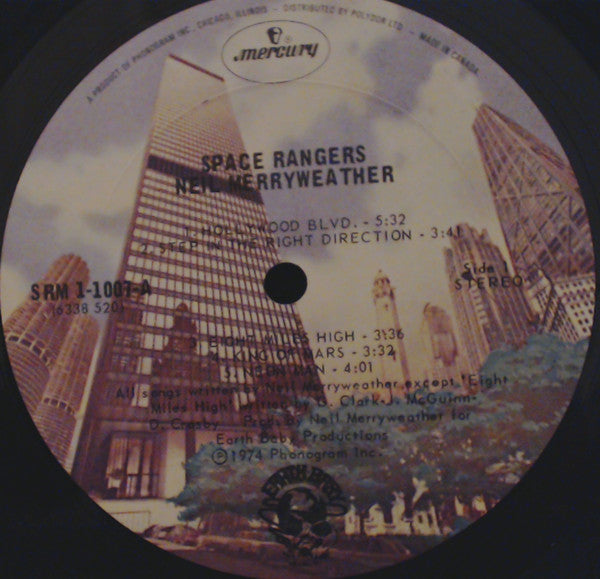 A PRODUCT OF PHONOGRAM INC., CHICAGO, ILLINOIS - DISTRIBUTED BY POLYDOR LTD. - MADE IN CANADA
®
mercury
SPACE RANGERS
NEIL MERRYWEATHER
1. HOLLYWOOD BLVD. - 5:32
2. STEP IN THE RIGHT DIRECTION - 3:41
SRM 1-1007-A
(6338 520)
Side 1
STEREO
3. EIGHT MILES HIGH - 3:36
4. KING OF MARS - 3:32
5. NEON MAN - 4:01
All songs written by Neil Merryweather except "Eight
Miles High" written by G. Clark-J. McGuinn-
D. Crosby Prod. by Neil Merryweather for
Earth Baby Productions
Ⓟ1974 Phonogram Inc.
EARTH BABY